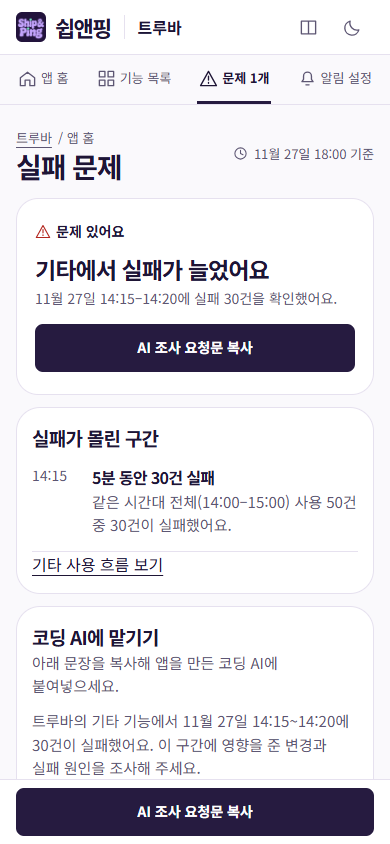 Ship&
Ping
쉽앤핑
트루바
앱 홈
기능 목록
문제 1개
알림 설정
트루바 / 앱 홈
실패 문제
11월 27일 18:00 기준
문제 있어요
기타에서 실패가 늘었어요
11월 27일 14:15–14:20에 실패 30건을 확인했어요.
AI 조사 요청문 복사
실패가 몰린 구간
14:15
5분 동안 30건 실패
같은 시간대 전체(14:00–15:00) 사용 50건
중 30건이 실패했어요.
기타 사용 흐름 보기
코딩 AI에 맡기기
아래 문장을 복사해 앱을 만든 코딩 AI에
붙여넣으세요.
트루바의 기타 기능에서 11월 27일 14:15~14:20에
30건이 실패했어요. 이 구간에 영향을 준 변경과
실패 원인을 조사해 주세요.
AI 조사 요청문 복사